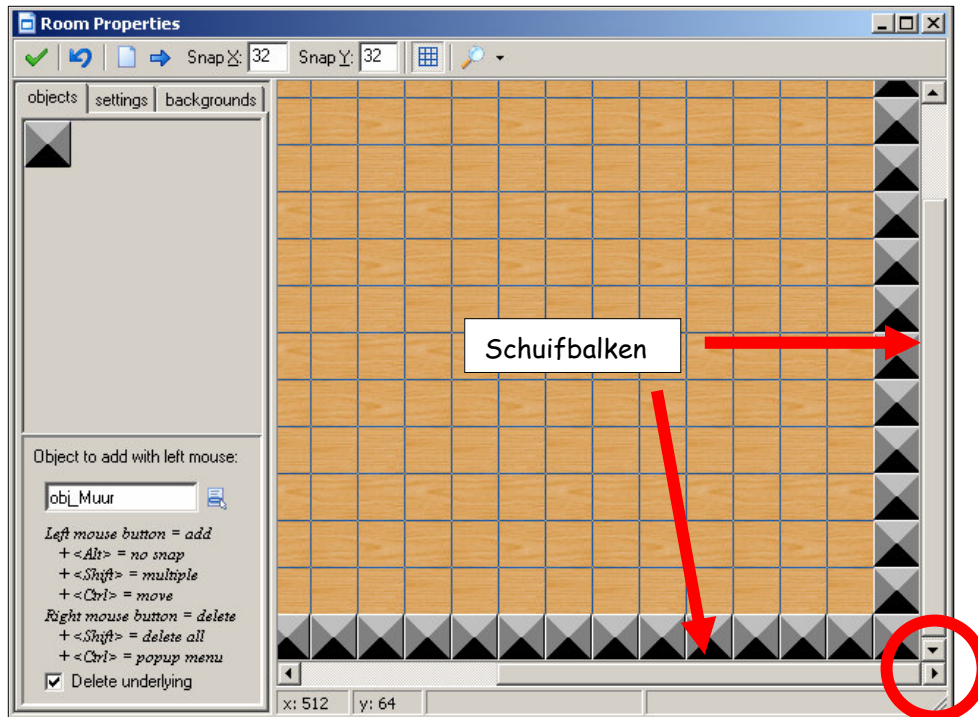 Room Properties
Snap X: 32 Snap Y: 32
objects settings backgrounds
Schuifbalken
Object to add with left mouse:
obj_Muur
Left mouse button = add
+ <Alt> = no snap
+ <Shift> = multiple
+ <Ctrl> = move
Right mouse button = delete
+ <Shift> = delete all
+ <Ctrl> = popup menu
Delete underlying
x: 512 y: 64